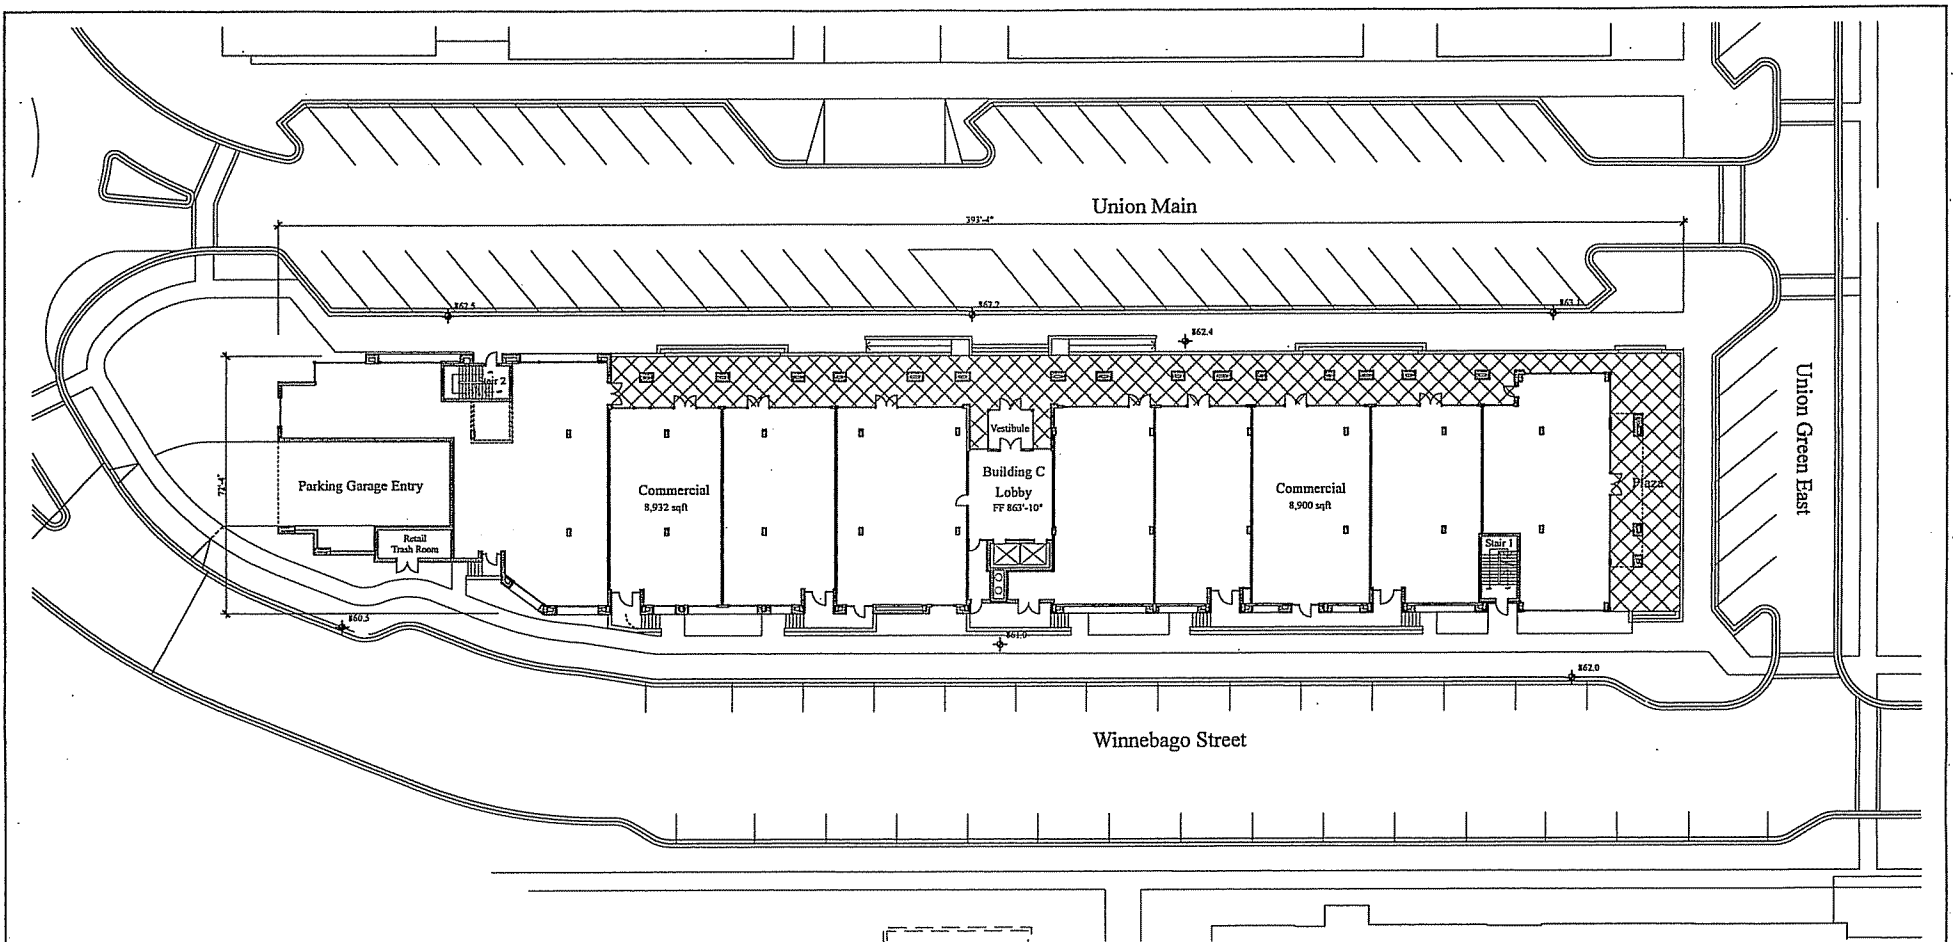 Union Main
393'-4"
862.5
862.7
863.1
862.4
Stair 2
Vestibule
Building C
Lobby
FF 863'-10"
Parking Garage Entry
72'-4"
Commercial
8,932 sqft
Commercial
8,900 sqft
Plaza
Union Green East
Retail
Trash Room
Stair 1
860.5
861.0
862.0
Winnebago Street